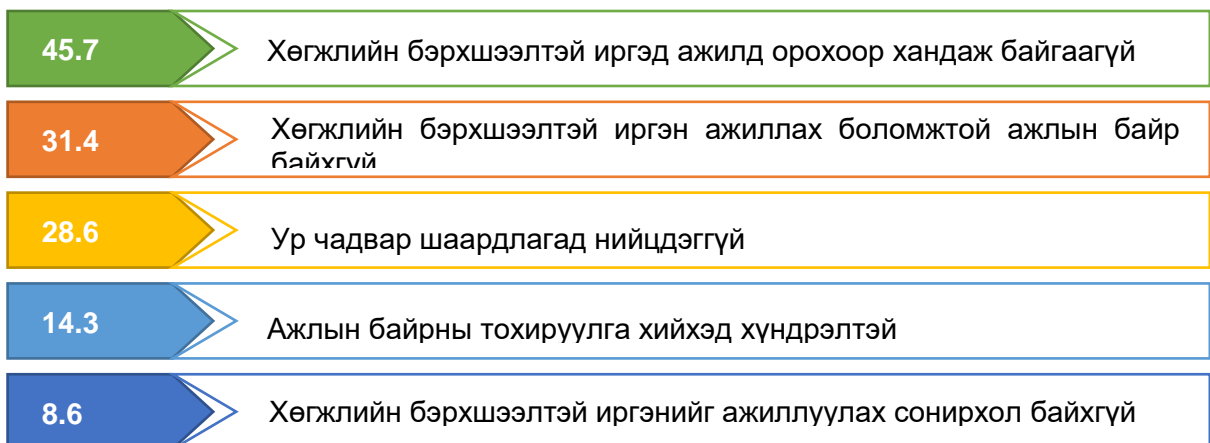 45.7
Хөгжлийн бэрхшээлтэй иргэд ажилд орохоор хандаж байгаагүй
31.4
Хөгжлийн бэрхшээлтэй иргэн ажиллах боломжтой ажлын байр
байхгүй
28.6
Ур чадвар шаардлагад нийцдэггүй
14.3
Ажлын байрны тохируулга хийхэд хүндрэлтэй
8.6
Хөгжлийн бэрхшээлтэй иргэнийг ажиллуулах сонирхол байхгүй